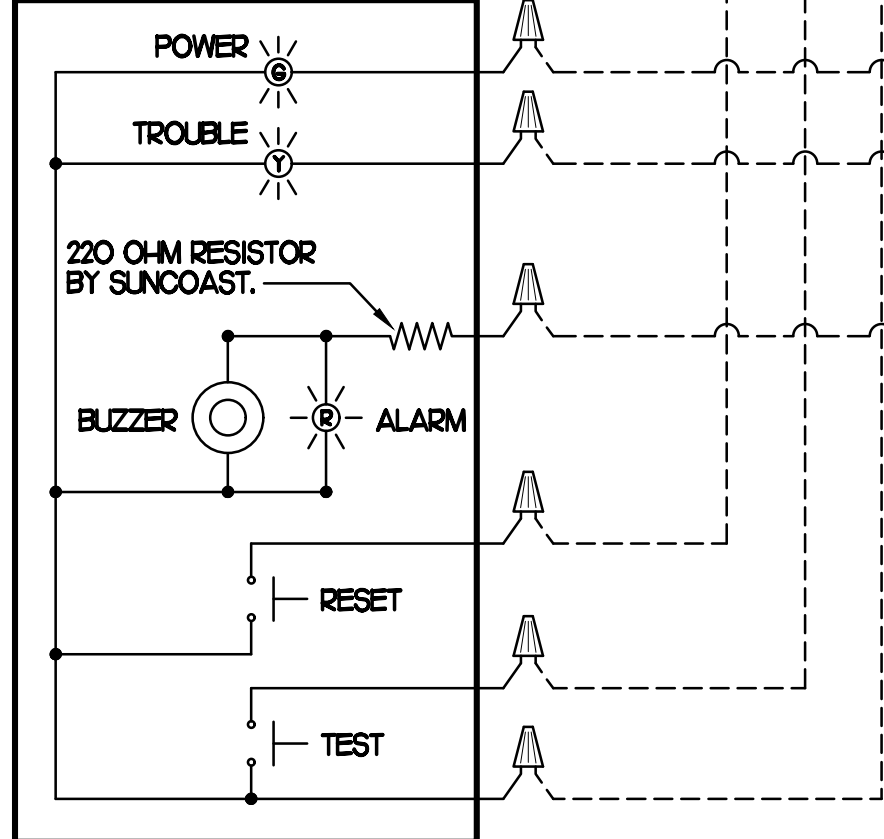 POWER
G
TROUBLE
Y
220 OHM RESISTOR
BY SUNCOAST.
BUZZER
R
ALARM
RESET
TEST